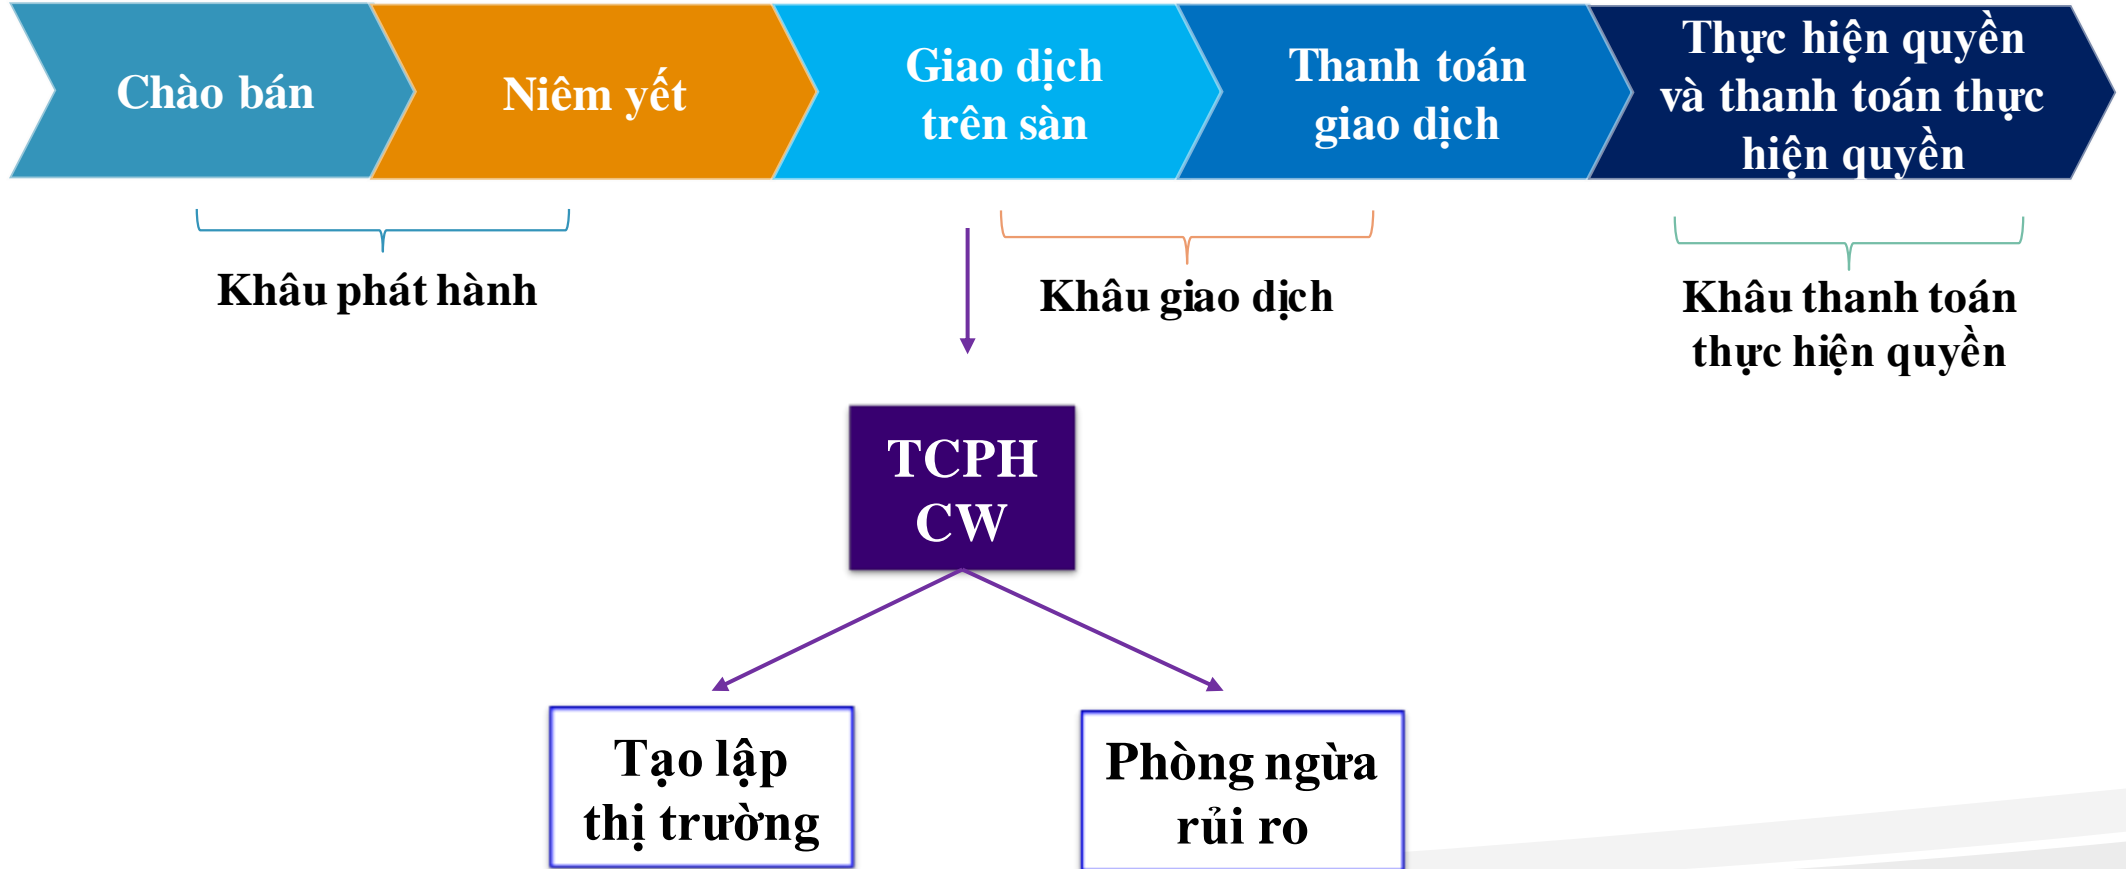 Chào bán
Niêm yết
Giao dịch
trên sàn
Thanh toán
giao dịch
Thực hiện quyền
và thanh toán thực
hiện quyền
Khâu phát hành
Khâu giao dịch
Khâu thanh toán
thực hiện quyền
TCPH
CW
Tạo lập
thị trường
Phòng ngừa
rủi ro